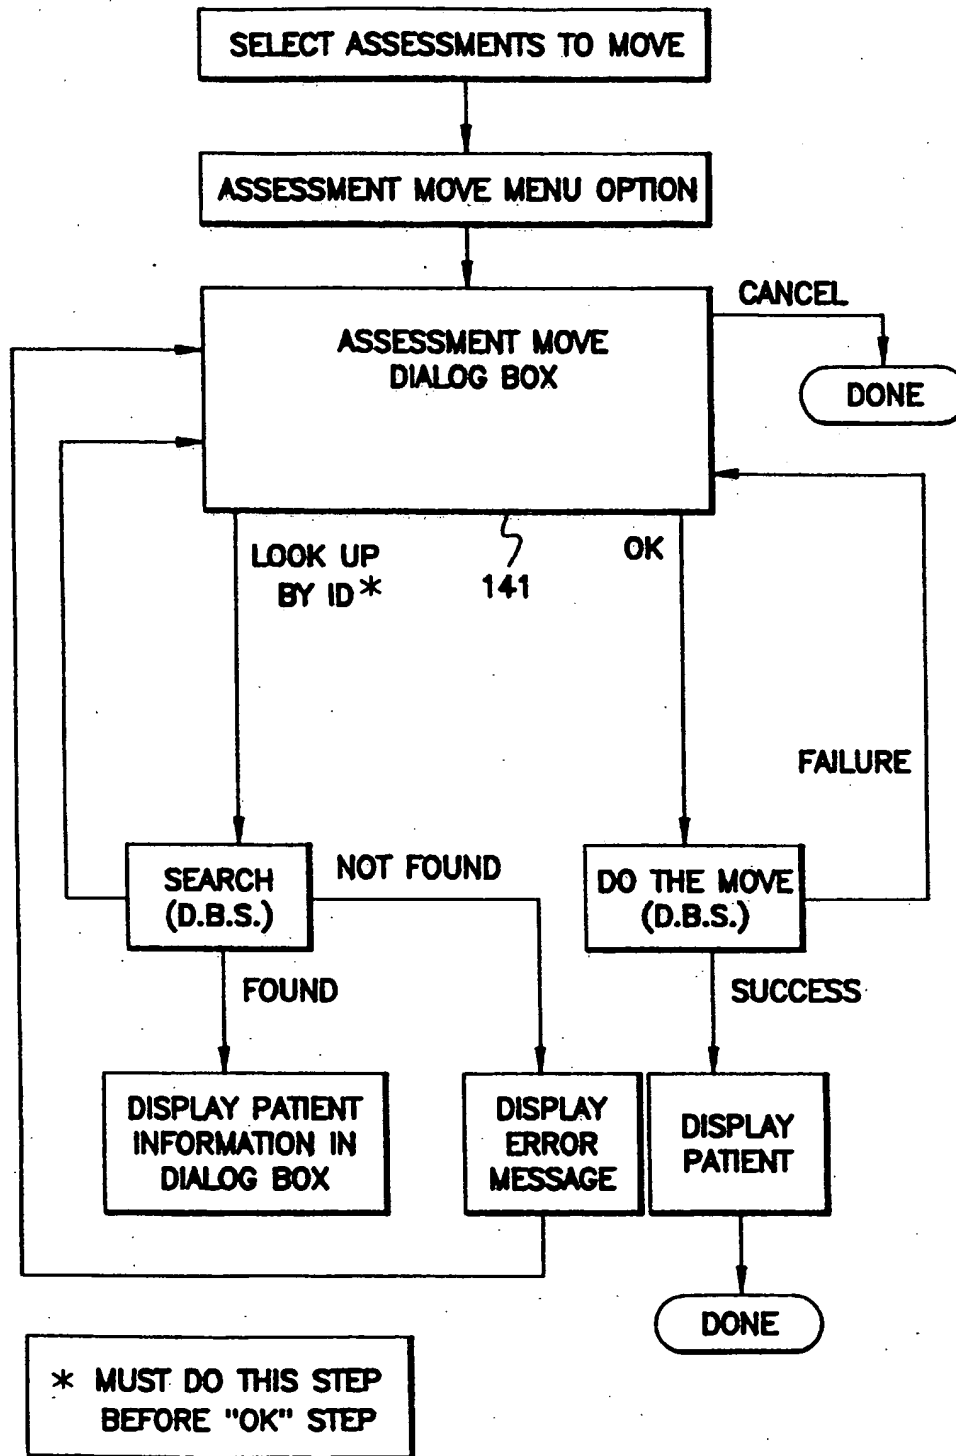 SELECT ASSESSMENTS TO MOVE
ASSESSMENT MOVE MENU OPTION
CANCEL
ASSESSMENT MOVE
DIALOG BOX
DONE
LOOK UP
BY ID*
141
OK
FAILURE
SEARCH
(D.B.S.)
NOT FOUND
DO THE MOVE
(D.B.S.)
FOUND
SUCCESS
DISPLAY PATIENT
INFORMATION IN
DIALOG BOX
DISPLAY
ERROR
MESSAGE
DISPLAY
PATIENT
DONE
* MUST DO THIS STEP
BEFORE "OK" STEP